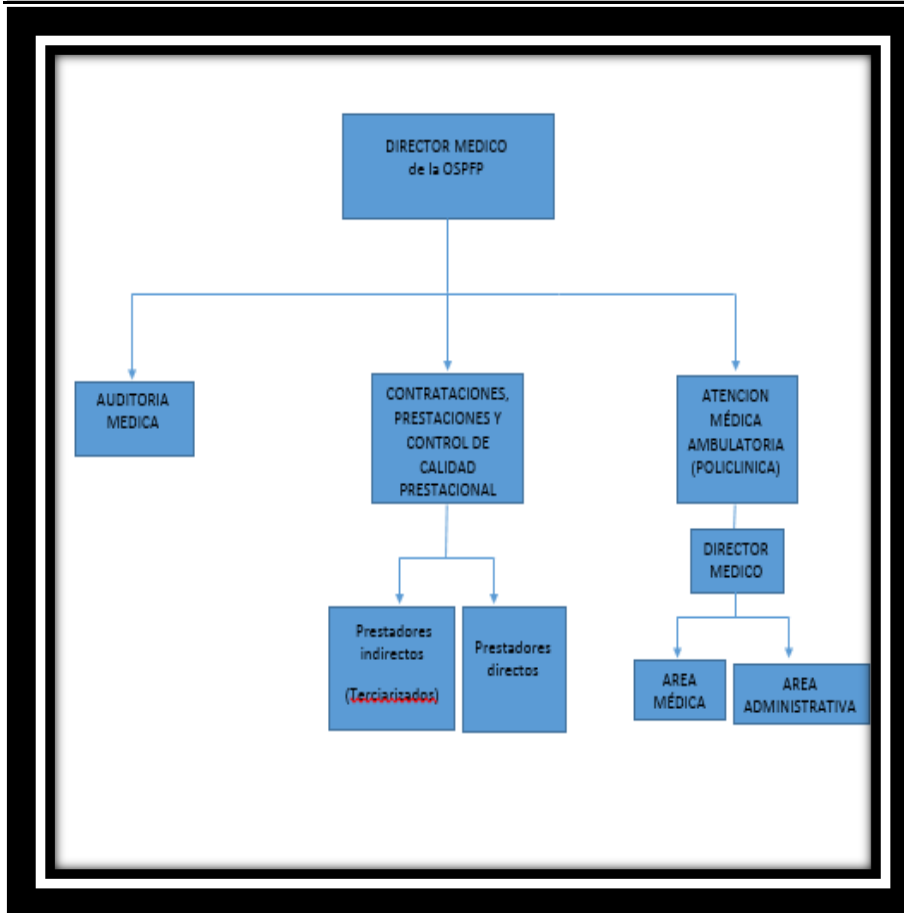 DIRECTOR MEDICO
de la OSPFP
AUDITORIA
MEDICA
CONTRATACIONES,
PRESTACIONES Y
CONTROL DE
CALIDAD
PRESTACIONAL
ATENCION
MÉDICA
AMBULATORIA
(POLICLINICA)
DIRECTOR
MEDICO
Prestadores
indirectos
(Terciarizados)
Prestadores
directos
AREA
MÉDICA
AREA
ADMINISTRATIVA